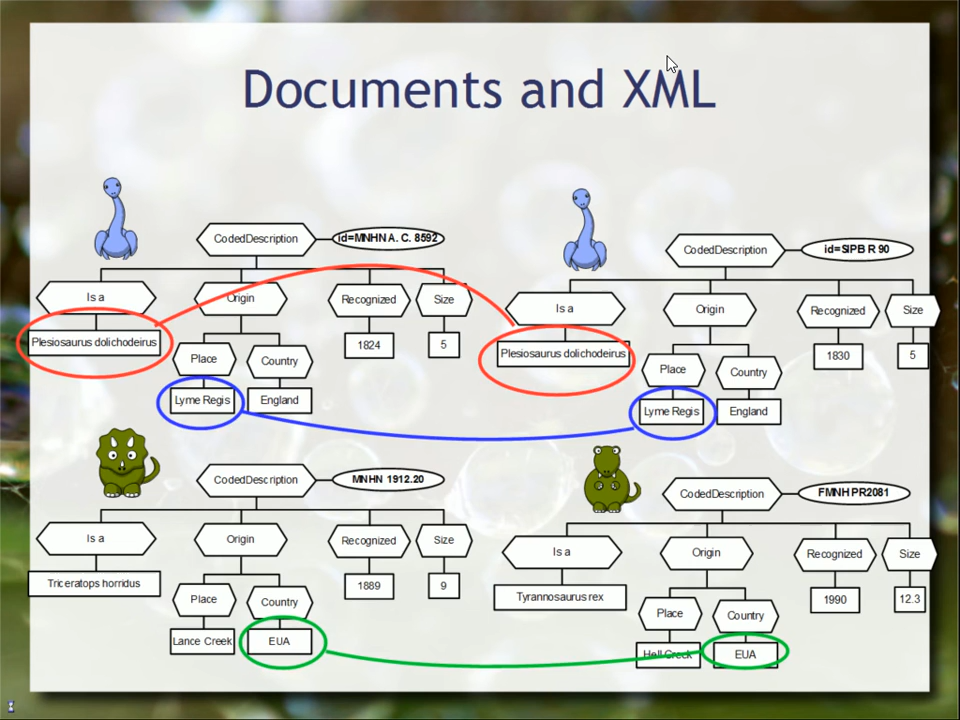 Documents and XML
CodedDescription
id=MNHN A. C. 8592
Is a
Origin
Recognized
Size
Plesiosaurus dolichodeirus
Place
Country
1824
5
Lyme Regis
England
CodedDescription
id=SIPB R 90
Is a
Origin
Recognized
Size
Plesiosaurus dolichodeirus
Place
Country
1830
5
Lyme Regis
England
CodedDescription
MNHN 1912.20
Is a
Origin
Recognized
Size
Triceratops horridus
Place
Country
1889
9
Lance Creek
EUA
CodedDescription
FMNH PR2081
Is a
Origin
Recognized
Size
Tyrannosaurus rex
Place
Country
1990
12.3
Hell Creek
EUA